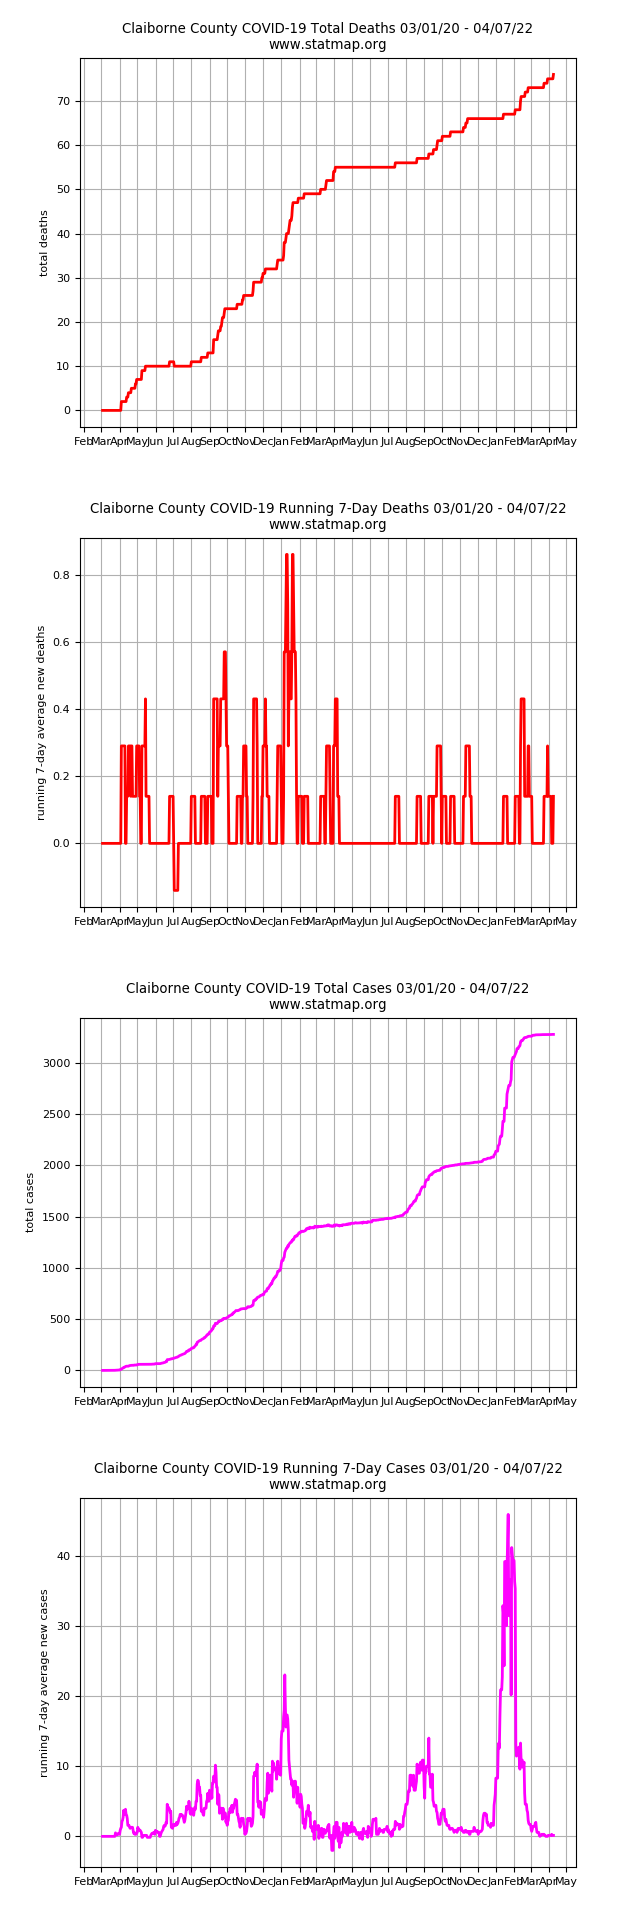 Claiborne County COVID-19 Total Deaths 03/01/20 - 04/07/22
www.statmap.org
70
60
50
40
30
20
10
0
total deaths
Feb Mar Apr May Jun Jul Aug Sep Oct Nov Dec Jan Feb Mar Apr May Jun Jul Aug Sep Oct Nov Dec Jan Feb Mar Apr May
Claiborne County COVID-19 Running 7-Day Deaths 03/01/20 - 04/07/22
www.statmap.org
0.8
0.6
0.4
0.2
0.0
running 7-day average new deaths
Feb Mar Apr May Jun Jul Aug Sep Oct Nov Dec Jan Feb Mar Apr May Jun Jul Aug Sep Oct Nov Dec Jan Feb Mar Apr May
Claiborne County COVID-19 Total Cases 03/01/20 - 04/07/22
www.statmap.org
3000
2500
2000
1500
1000
500
0
total cases
Feb Mar Apr May Jun Jul Aug Sep Oct Nov Dec Jan Feb Mar Apr May Jun Jul Aug Sep Oct Nov Dec Jan Feb Mar Apr May
Claiborne County COVID-19 Running 7-Day Cases 03/01/20 - 04/07/22
www.statmap.org
40
30
20
10
0
running 7-day average new cases
Feb Mar Apr May Jun Jul Aug Sep Oct Nov Dec Jan Feb Mar Apr May Jun Jul Aug Sep Oct Nov Dec Jan Feb Mar Apr May